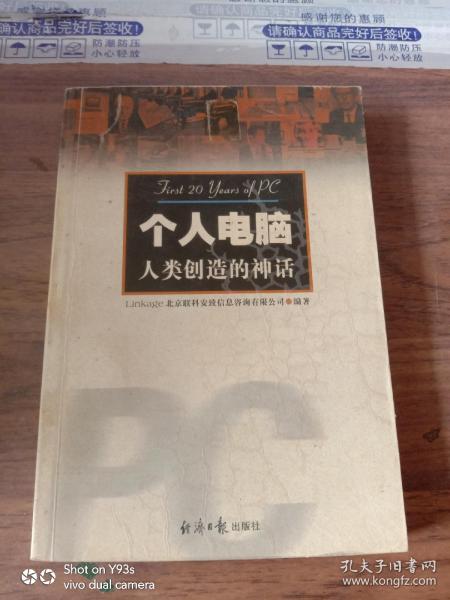 感谢您的惠顾
请确认商品完好后签收!
防潮防压
小心轻放
确认商品完好后签收!
防潮防压
小心轻放
First 20 Years of PC
个人电脑
人类创造的神话
Linkage 北京联科安致信息咨询有限公司 编著
PC
经济日报出版社
Shot on Y93s
vivo dual camera
孔夫子旧书网
www.kongfz.com